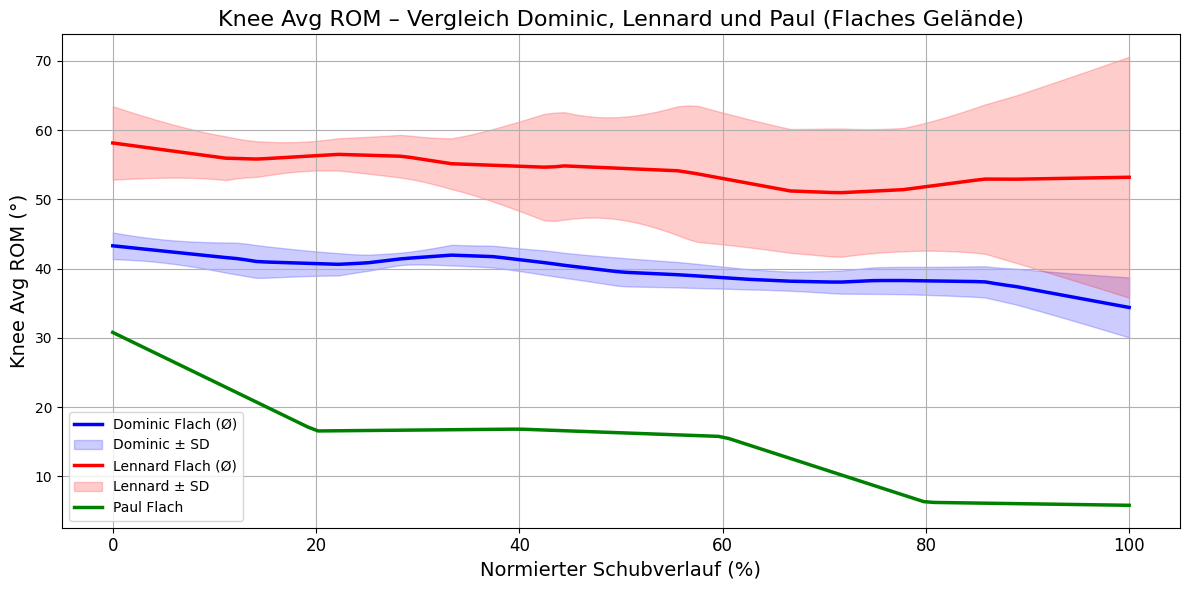 Knee Avg ROM – Vergleich Dominic, Lennard und Paul (Flaches Gelände)
Knee Avg ROM (°)
70
60
50
40
30
20
10
Dominic Flach (Ø)
Dominic ± SD
Lennard Flach (Ø)
Lennard ± SD
Paul Flach
0 20 40 60 80 100
Normierter Schubverlauf (%)